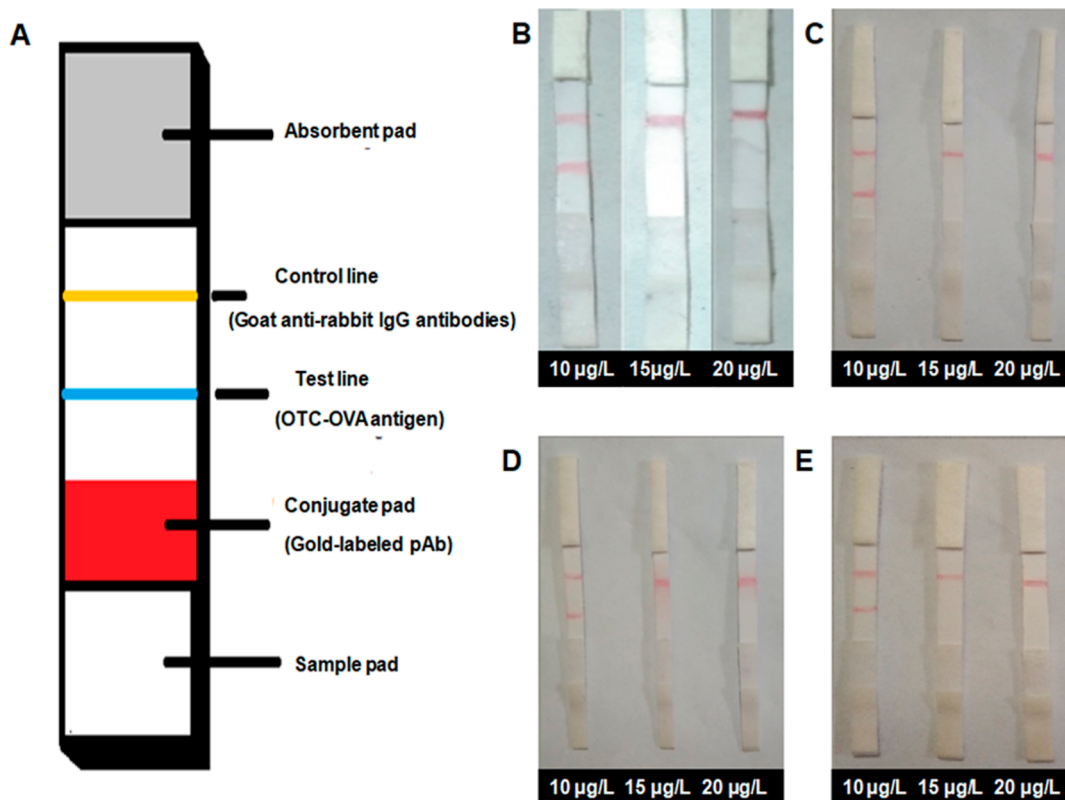 A
Absorbent pad
Control line
(Goat anti-rabbit IgG antibodies)
Test line
(OTC-OVA antigen)
Conjugate pad
(Gold-labeled pAb)
Sample pad
B
10 µg/L 15µg/L 20 µg/L
C
10 µg/L 15 µg/L 20 µg/L
D
10 µg/L 15 µg/L 20 µg/L
E
10 µg/L 15 µg/L 20 µg/L